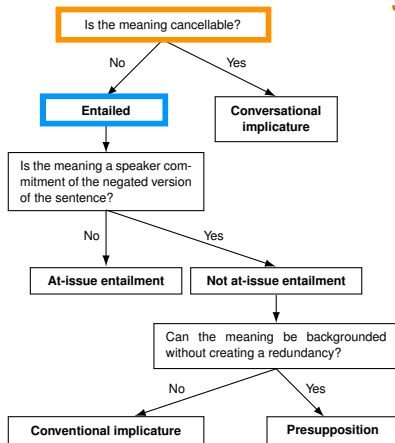 Is the meaning cancellable?
No
Yes
Entailed
Conversational
implicature
Is the meaning a speaker com-
mitment of the negated version
of the sentence?
No
Yes
At-issue entailment
Not at-issue entailment
Can the meaning be backgrounded
without creating a redundancy?
No
Yes
Conventional implicature
Presupposition